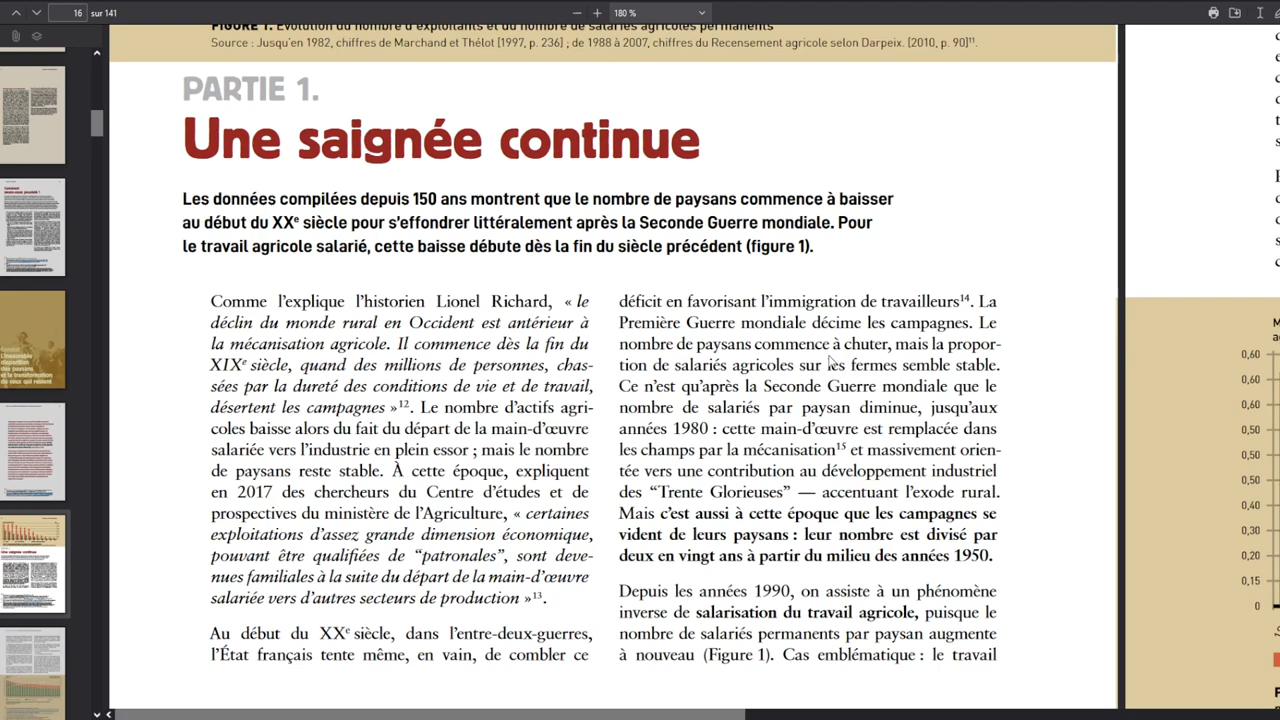 16 sur 141
180 %
FIGURE 1. Évolution du nombre d'exploitants et du nombre de salariés agricoles permanents
Source : Jusqu'en 1982, chiffres de Marchand et Thélot [1997, p. 236] ; de 1988 à 2007, chiffres du Recensement agricole selon Darpeix. [2010, p. 90]¹¹.
PARTIE 1.
Une saignée continue
Les données compilées depuis 150 ans montrent que le nombre de paysans commence à baisser
au début du XXᵉ siècle pour s'effondrer littéralement après la Seconde Guerre mondiale. Pour
le travail agricole salarié, cette baisse débute dès la fin du siècle précédent (figure 1).
Comme l'explique l'historien Lionel Richard, « le
déclin du monde rural en Occident est antérieur à
la mécanisation agricole. Il commence dès la fin du
XIXᵉ siècle, quand des millions de personnes, chas-
sées par la dureté des conditions de vie et de travail,
désertent les campagnes »¹². Le nombre d'actifs agri-
coles baisse alors du fait du départ de la main-d'œuvre
salariée vers l'industrie en plein essor ; mais le nombre
de paysans reste stable. À cette époque, expliquent
en 2017 des chercheurs du Centre d'études et de
prospectives du ministère de l'Agriculture, « certaines
exploitations d'assez grande dimension économique,
pouvant être qualifiées de “patronales”, sont deve-
nues familiales à la suite du départ de la main-d'œuvre
salariée vers d'autres secteurs de production »¹³.
Au début du XXᵉ siècle, dans l'entre-deux-guerres,
l'État français tente même, en vain, de combler ce
déficit en favorisant l'immigration de travailleurs¹⁴. La
Première Guerre mondiale décime les campagnes. Le
nombre de paysans commence à chuter, mais la propor-
tion de salariés agricoles sur les fermes semble stable.
Ce n'est qu'après la Seconde Guerre mondiale que le
nombre de salariés par paysan diminue, jusqu'aux
années 1980 : cette main-d'œuvre est remplacée dans
les champs par la mécanisation¹⁵ et massivement orien-
tée vers une contribution au développement industriel
des “Trente Glorieuses” — accentuant l'exode rural.
Mais c'est aussi à cette époque que les campagnes se
vident de leurs paysans : leur nombre est divisé par
deux en vingt ans à partir du milieu des années 1950.
Depuis les années 1990, on assiste à un phénomène
inverse de salarisation du travail agricole, puisque le
nombre de salariés permanents par paysan augmente
à nouveau (Figure 1). Cas emblématique : le travail
0,60
0,60
0,50
0,50
0,50
0,40
0,30
0,20
0,15
0